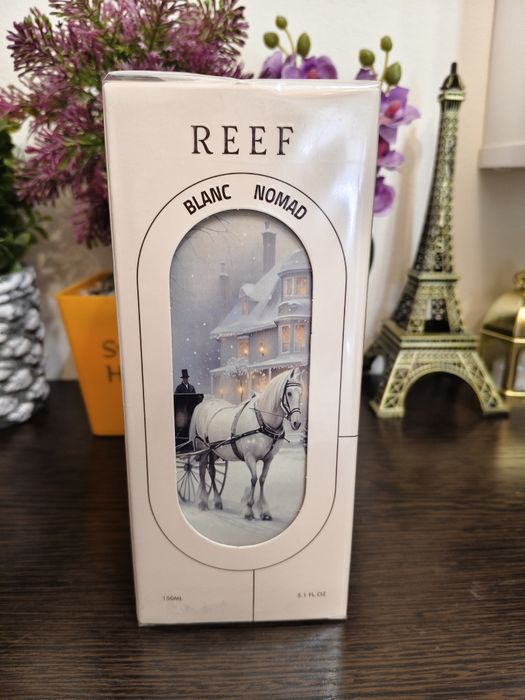 REEF
BLANC NOMAD
150ML
5.1 FL OZ